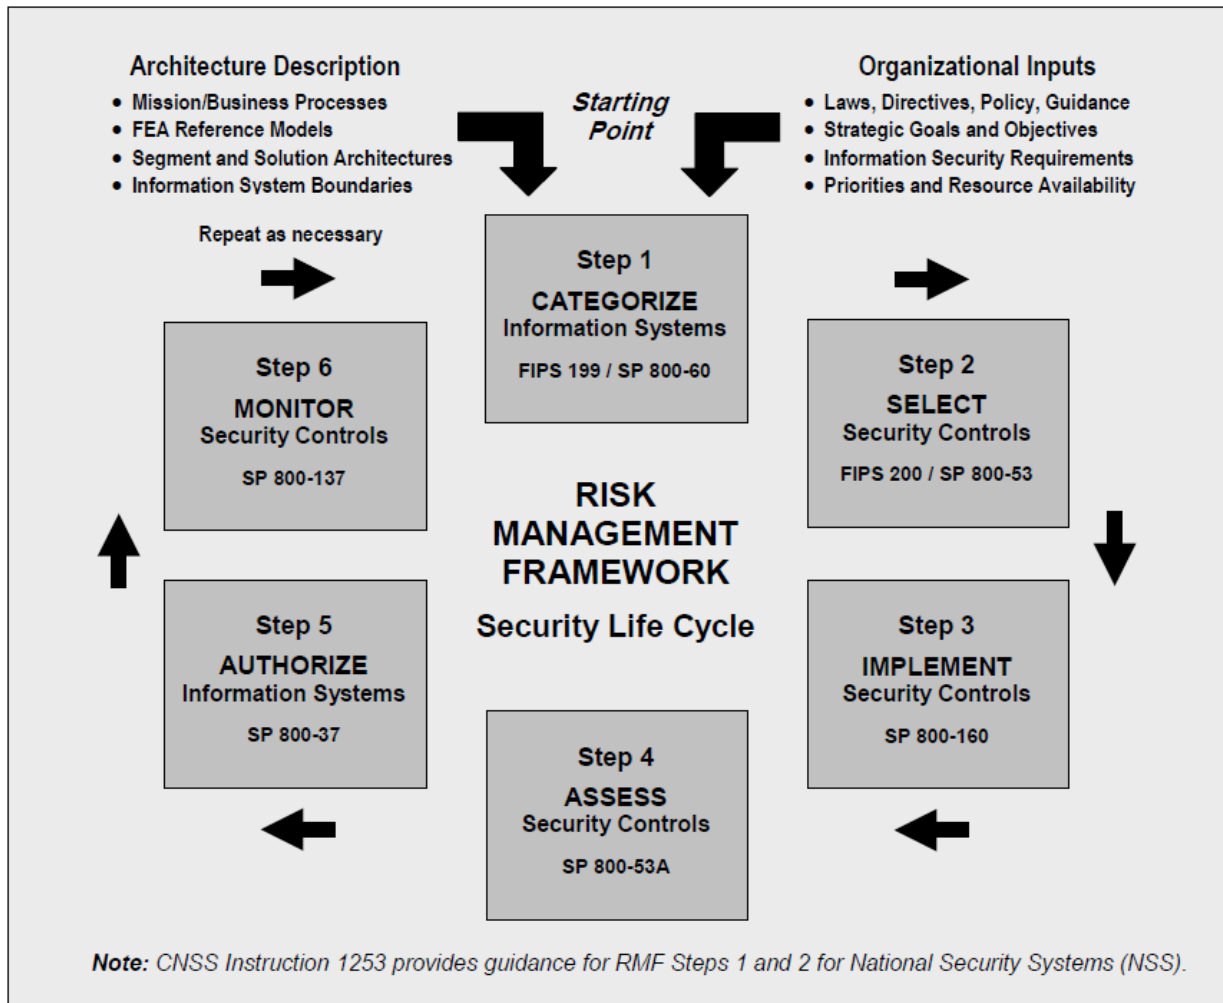 Architecture Description
• Mission/Business Processes
• FEA Reference Models
• Segment and Solution Architectures
• Information System Boundaries
Starting
Point
Organizational Inputs
• Laws, Directives, Policy, Guidance
• Strategic Goals and Objectives
• Information Security Requirements
• Priorities and Resource Availability
Repeat as necessary
Step 1
CATEGORIZE
Information Systems
FIPS 199 / SP 800-60
Step 2
SELECT
Security Controls
FIPS 200 / SP 800-53
Step 3
IMPLEMENT
Security Controls
SP 800-160
Step 4
ASSESS
Security Controls
SP 800-53A
Step 5
AUTHORIZE
Information Systems
SP 800-37
Step 6
MONITOR
Security Controls
SP 800-137
RISK
MANAGEMENT
FRAMEWORK
Security Life Cycle
Note: CNSS Instruction 1253 provides guidance for RMF Steps 1 and 2 for National Security Systems (NSS).